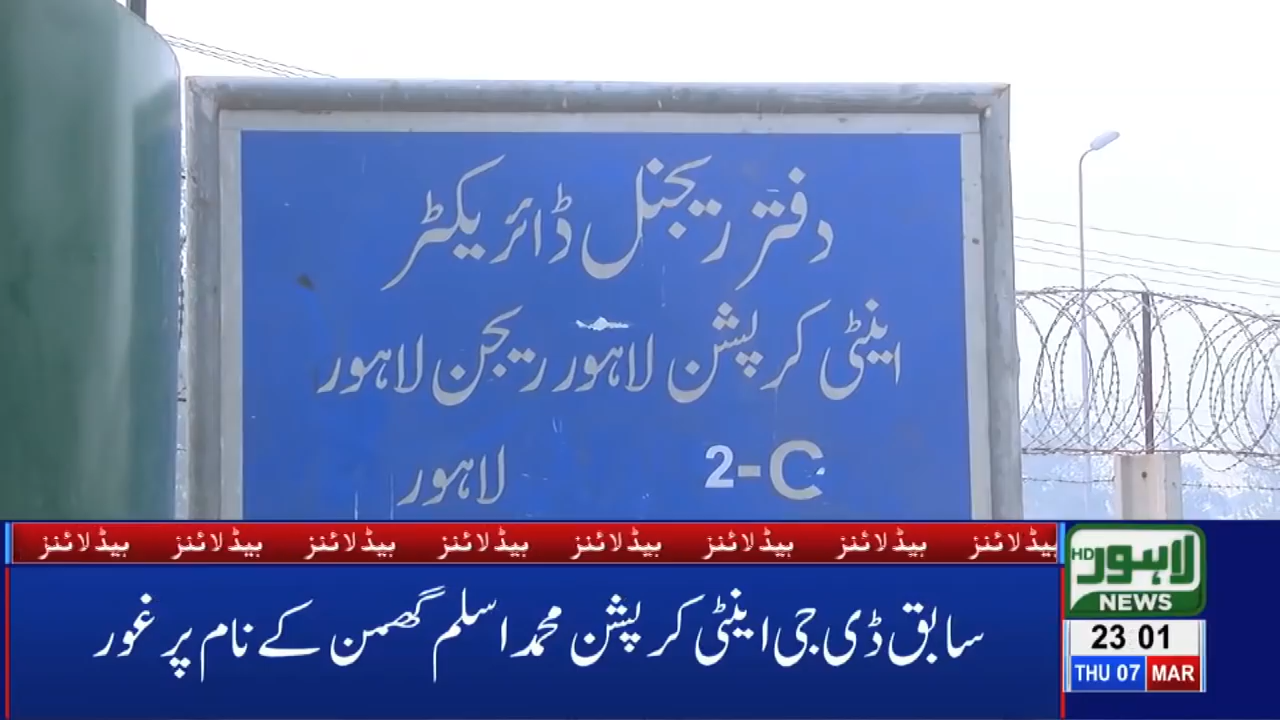 دفتر ریجنل ڈائریکٹر
اینٹی کرپشن لاہور ریجن لاہور
2-C لاہور
ہیڈلائنز ہیڈلائنز ہیڈلائنز ہیڈلائنز ہیڈلائنز ہیڈلائنز ہیڈلائنز ہیڈلائنز
سابق ڈی جی اینٹی کرپشن محمد اسلم گھمن کے نام پر غور
لاہور HD
NEWS
23 01
THU 07 MAR